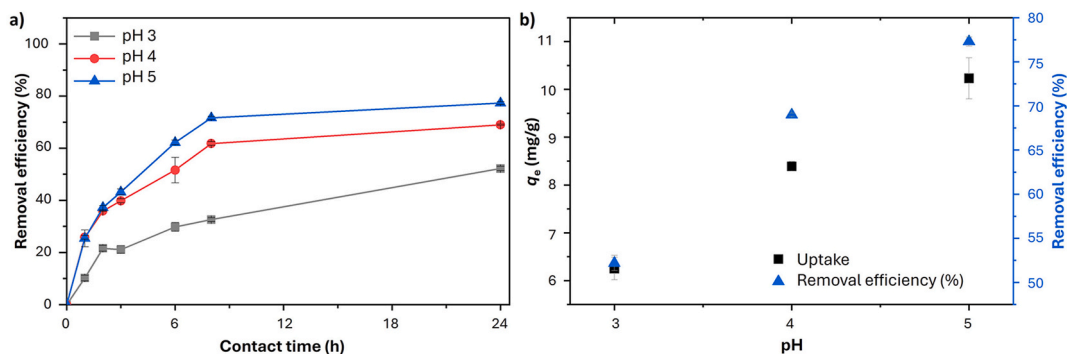 a)
Removal efficiency (%)
100
80
60
40
20
0
pH 3
pH 4
pH 5
0
6
12
18
24
Contact time (h)
b)
qe (mg/g)
11
10
9
8
7
6
Uptake
Removal efficiency (%)
3
4
5
pH
80
75
70
65
60
55
50
Removal efficiency (%)